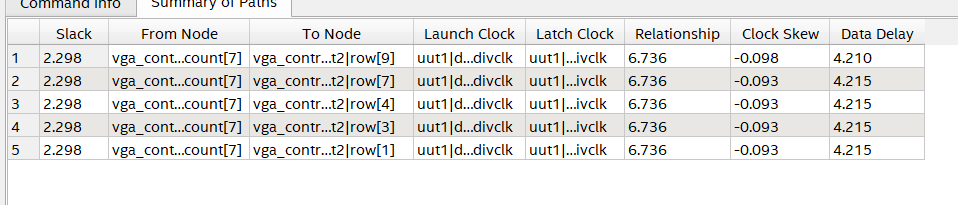 Command Info Summary of Paths
Slack From Node To Node Launch Clock Latch Clock Relationship Clock Skew Data Delay
1 2.298 vga_cont...count[7] vga_contr...t2|row[9] uut1|d...divclk uut1|...ivclk 6.736 -0.098 4.210
2 2.298 vga_cont...count[7] vga_contr...t2|row[7] uut1|d...divclk uut1|...ivclk 6.736 -0.093 4.215
3 2.298 vga_cont...count[7] vga_contr...t2|row[4] uut1|d...divclk uut1|...ivclk 6.736 -0.093 4.215
4 2.298 vga_cont...count[7] vga_contr...t2|row[3] uut1|d...divclk uut1|...ivclk 6.736 -0.093 4.215
5 2.298 vga_cont...count[7] vga_contr...t2|row[1] uut1|d...divclk uut1|...ivclk 6.736 -0.093 4.215